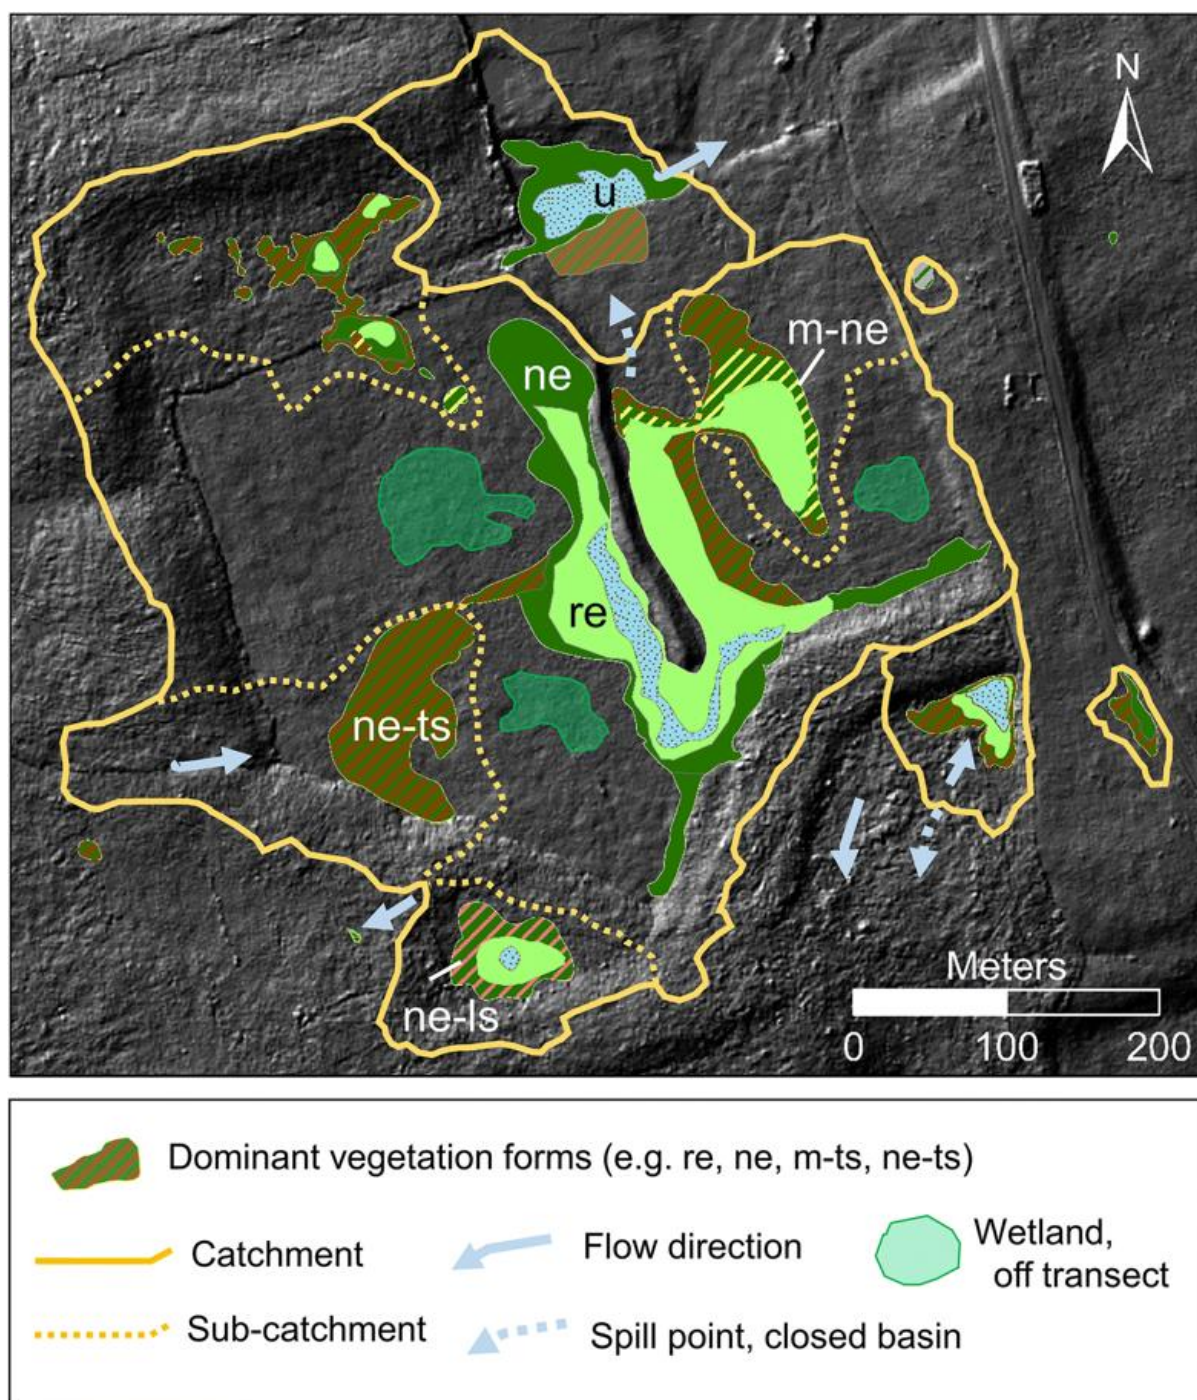 N
u
m-ne
ne
re
ne-ts
ne-ls
Meters
0 100 200
Dominant vegetation forms (e.g. re, ne, m-ts, ne-ts)
Catchment
Flow direction
Wetland,
off transect
Sub-catchment
Spill point, closed basin